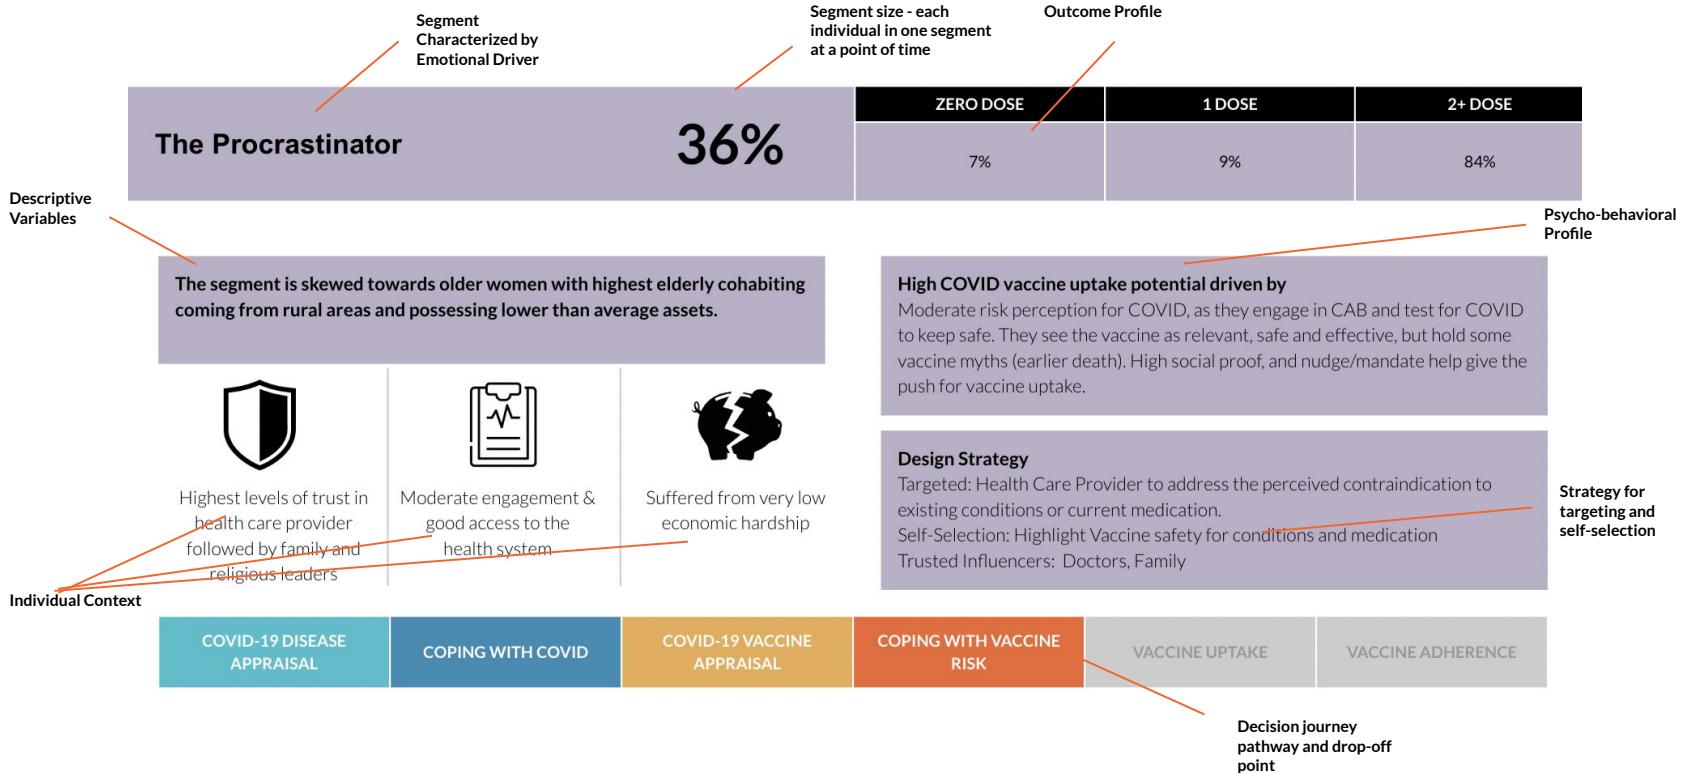 Segment
Characterized by
Emotional Driver
Segment size - each
individual in one segment
at a point of time
Outcome Profile
The Procrastinator
36%
ZERO DOSE
1 DOSE
2+ DOSE
7%
9%
84%
Descriptive
Variables
Psycho-behavioral
Profile
The segment is skewed towards older women with highest elderly cohabiting
coming from rural areas and possessing lower than average assets.
High COVID vaccine uptake potential driven by
Moderate risk perception for COVID, as they engage in CAB and test for COVID
to keep safe. They see the vaccine as relevant, safe and effective, but hold some
vaccine myths (earlier death). High social proof, and nudge/mandate help give the
push for vaccine uptake.
Highest levels of trust in
health care provider
followed by family and
religious leaders
Moderate engagement &
good access to the
health system
Suffered from very low
economic hardship
Design Strategy
Targeted: Health Care Provider to address the perceived contraindication to
existing conditions or current medication.
Self-Selection: Highlight Vaccine safety for conditions and medication
Trusted Influencers: Doctors, Family
Strategy for
targeting and
self-selection
Individual Context
COVID-19 DISEASE
APPRAISAL
COPING WITH COVID
COVID-19 VACCINE
APPRAISAL
COPING WITH VACCINE
RISK
VACCINE UPTAKE
VACCINE ADHERENCE
Decision journey
pathway and drop-off
point